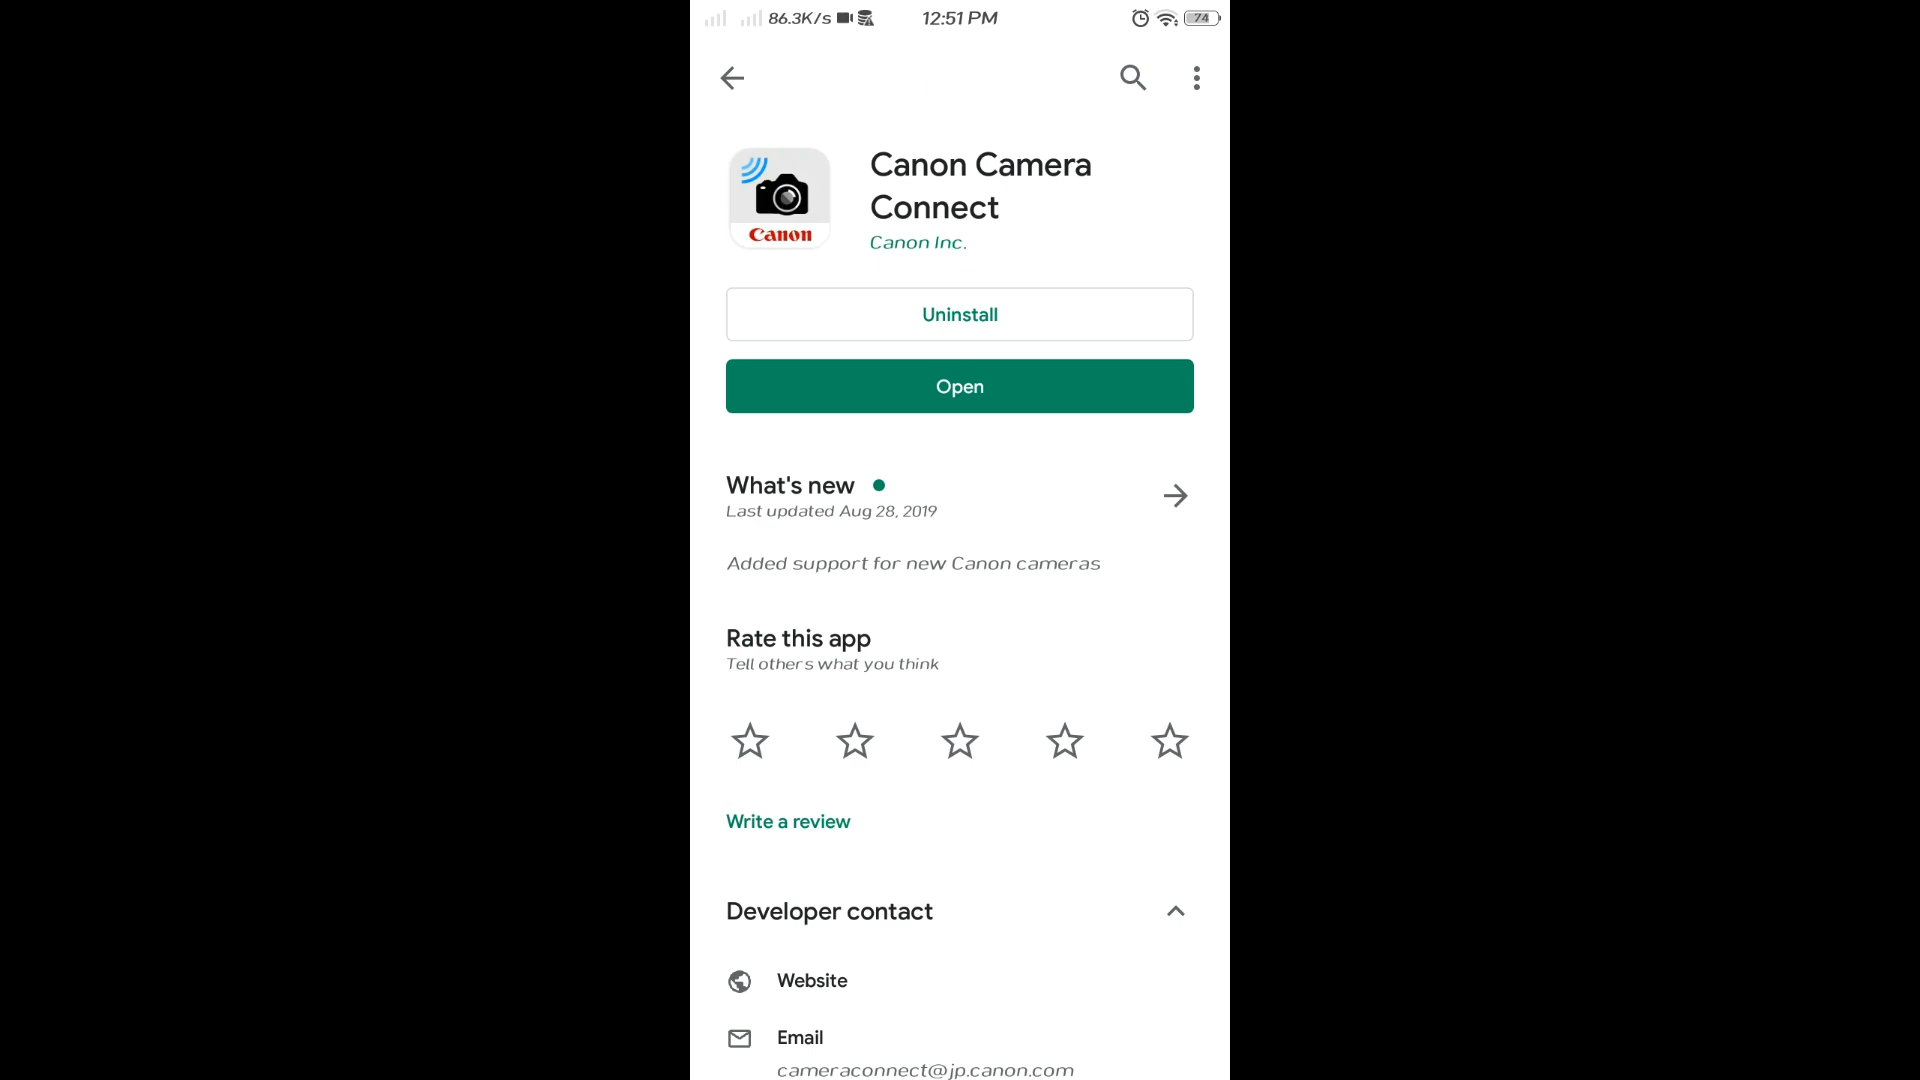 86.3K/s 12:51 PM 74
Canon Camera
Connect
Canon
Canon Inc.
Uninstall
Open
What's new
Last updated Aug 28, 2019
Added support for new Canon cameras
Rate this app
Tell others what you think
Write a review
Developer contact
Website
Email
cameraconnect@jp.canon.com